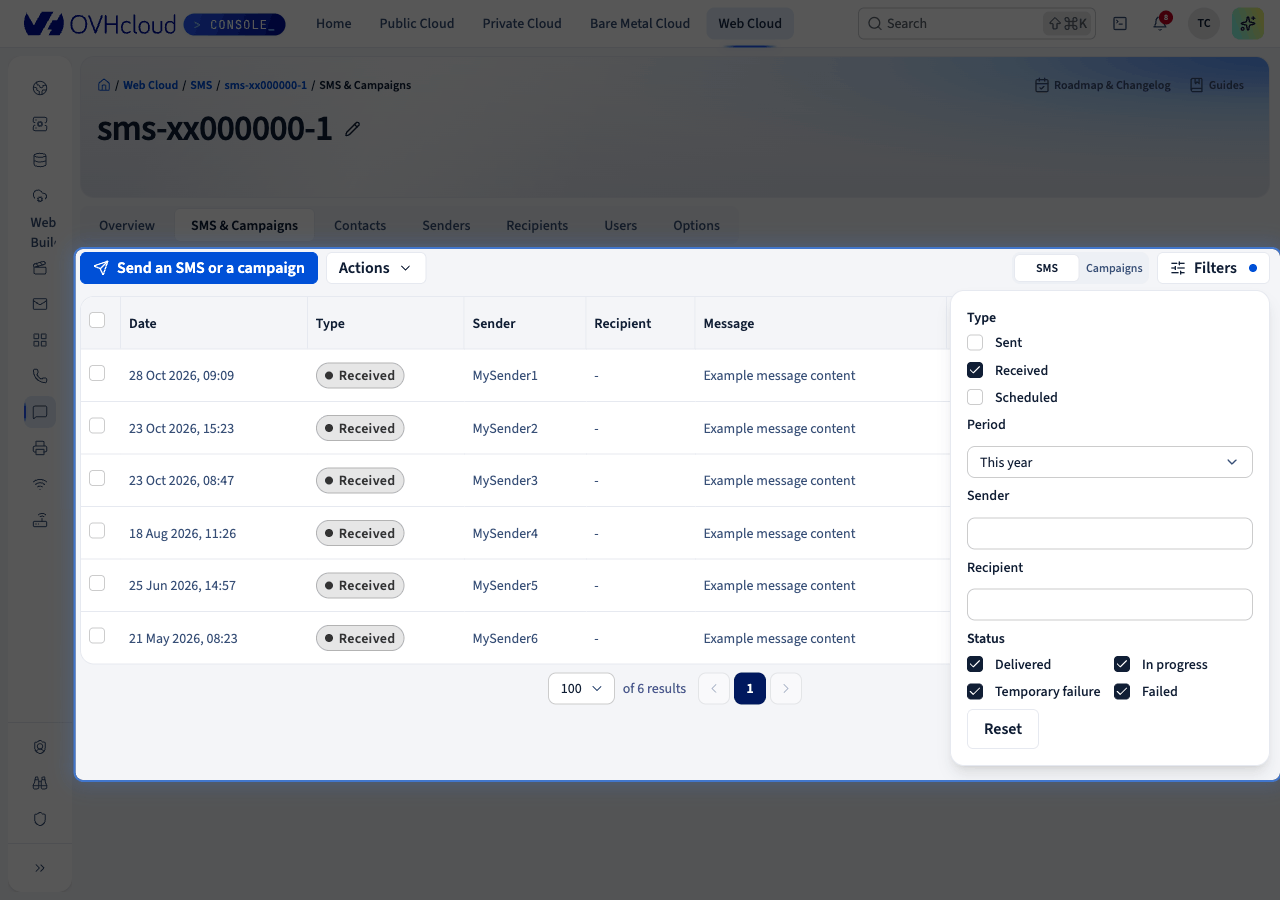 OVHcloud > CONSOLE_ Home Public Cloud Private Cloud Bare Metal Cloud Web Cloud Search ⇧⌘K 8 TC
/ Web Cloud / SMS / sms-xx000000-1 / SMS & Campaigns Roadmap & Changelog Guides
sms-xx000000-1
Web
Buil
Overview SMS & Campaigns Contacts Senders Recipients Users Options
Send an SMS or a campaign Actions SMS Campaigns Filters
Date Type Sender Recipient Message
28 Oct 2026, 09:09 Received MySender1 - Example message content
23 Oct 2026, 15:23 Received MySender2 - Example message content
23 Oct 2026, 08:47 Received MySender3 - Example message content
18 Aug 2026, 11:26 Received MySender4 - Example message content
25 Jun 2026, 14:57 Received MySender5 - Example message content
21 May 2026, 08:23 Received MySender6 - Example message content
100 of 6 results 1
Type
Sent
Received
Scheduled
Period
This year
Sender
Recipient
Status
Delivered In progress
Temporary failure Failed
Reset